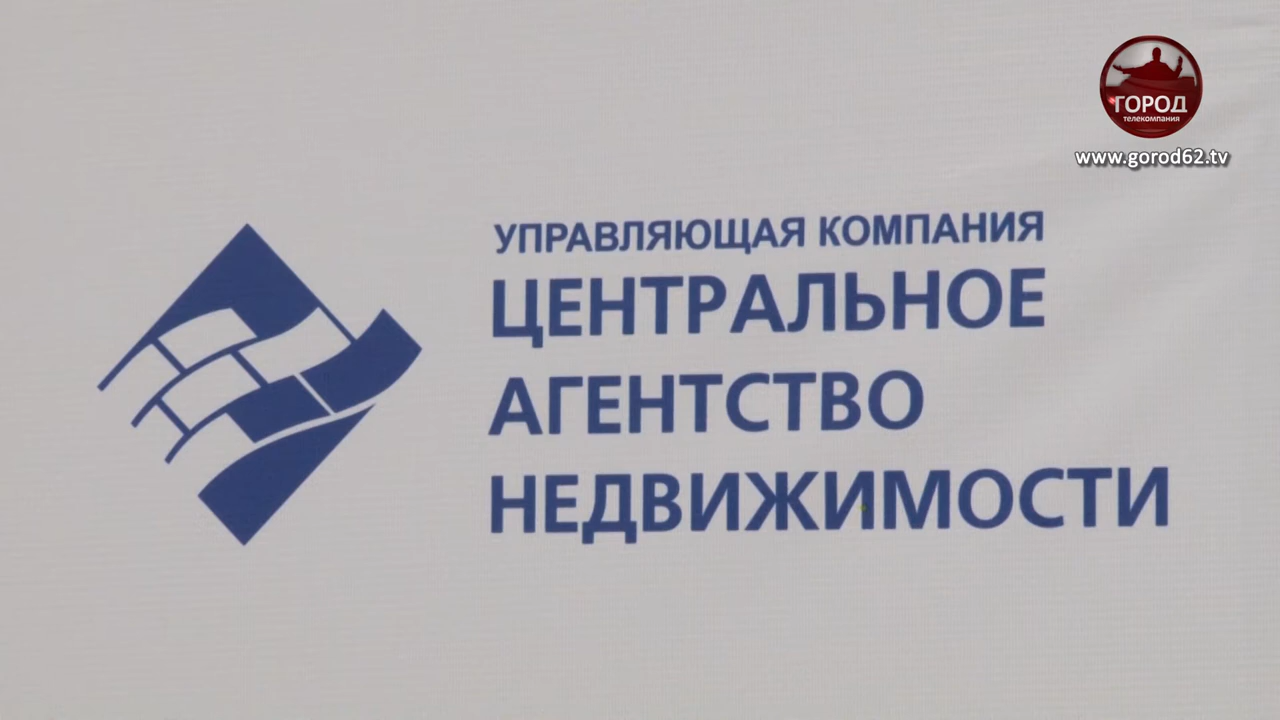 ГОРОД
телекомпания
www.gorod62.tv
УПРАВЛЯЮЩАЯ КОМПАНИЯ
ЦЕНТРАЛЬНОЕ
АГЕНТСТВО
НЕДВИЖИМОСТИ